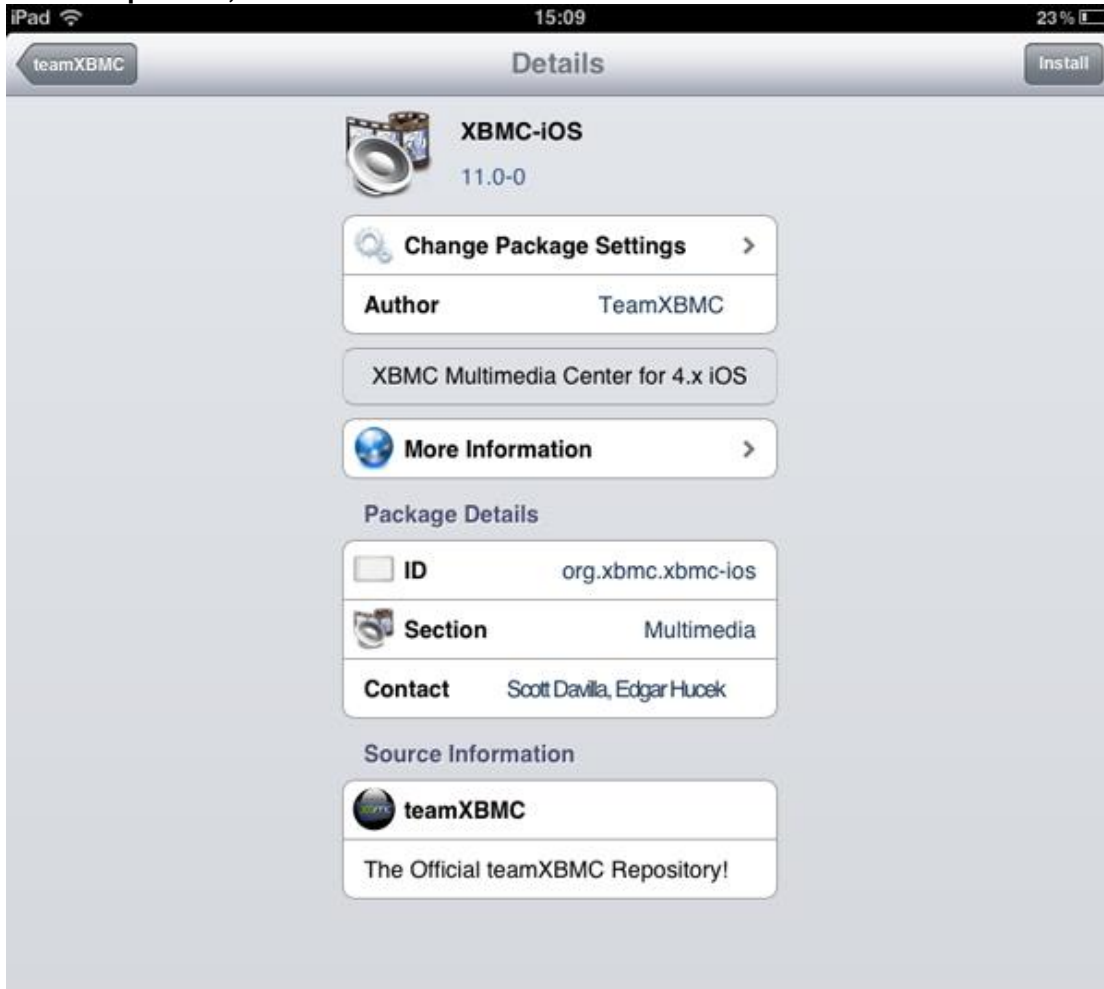 iPad 15:09 23%
teamXBMC Details Install
XBMC-iOS
11.0-0
Change Package Settings
Author TeamXBMC
XBMC Multimedia Center for 4.x iOS
More Information
Package Details
ID org.xbmc.xbmc-ios
Section Multimedia
Contact Scott Davilla, Edgar Hucek
Source Information
teamXBMC
The Official teamXBMC Repository!